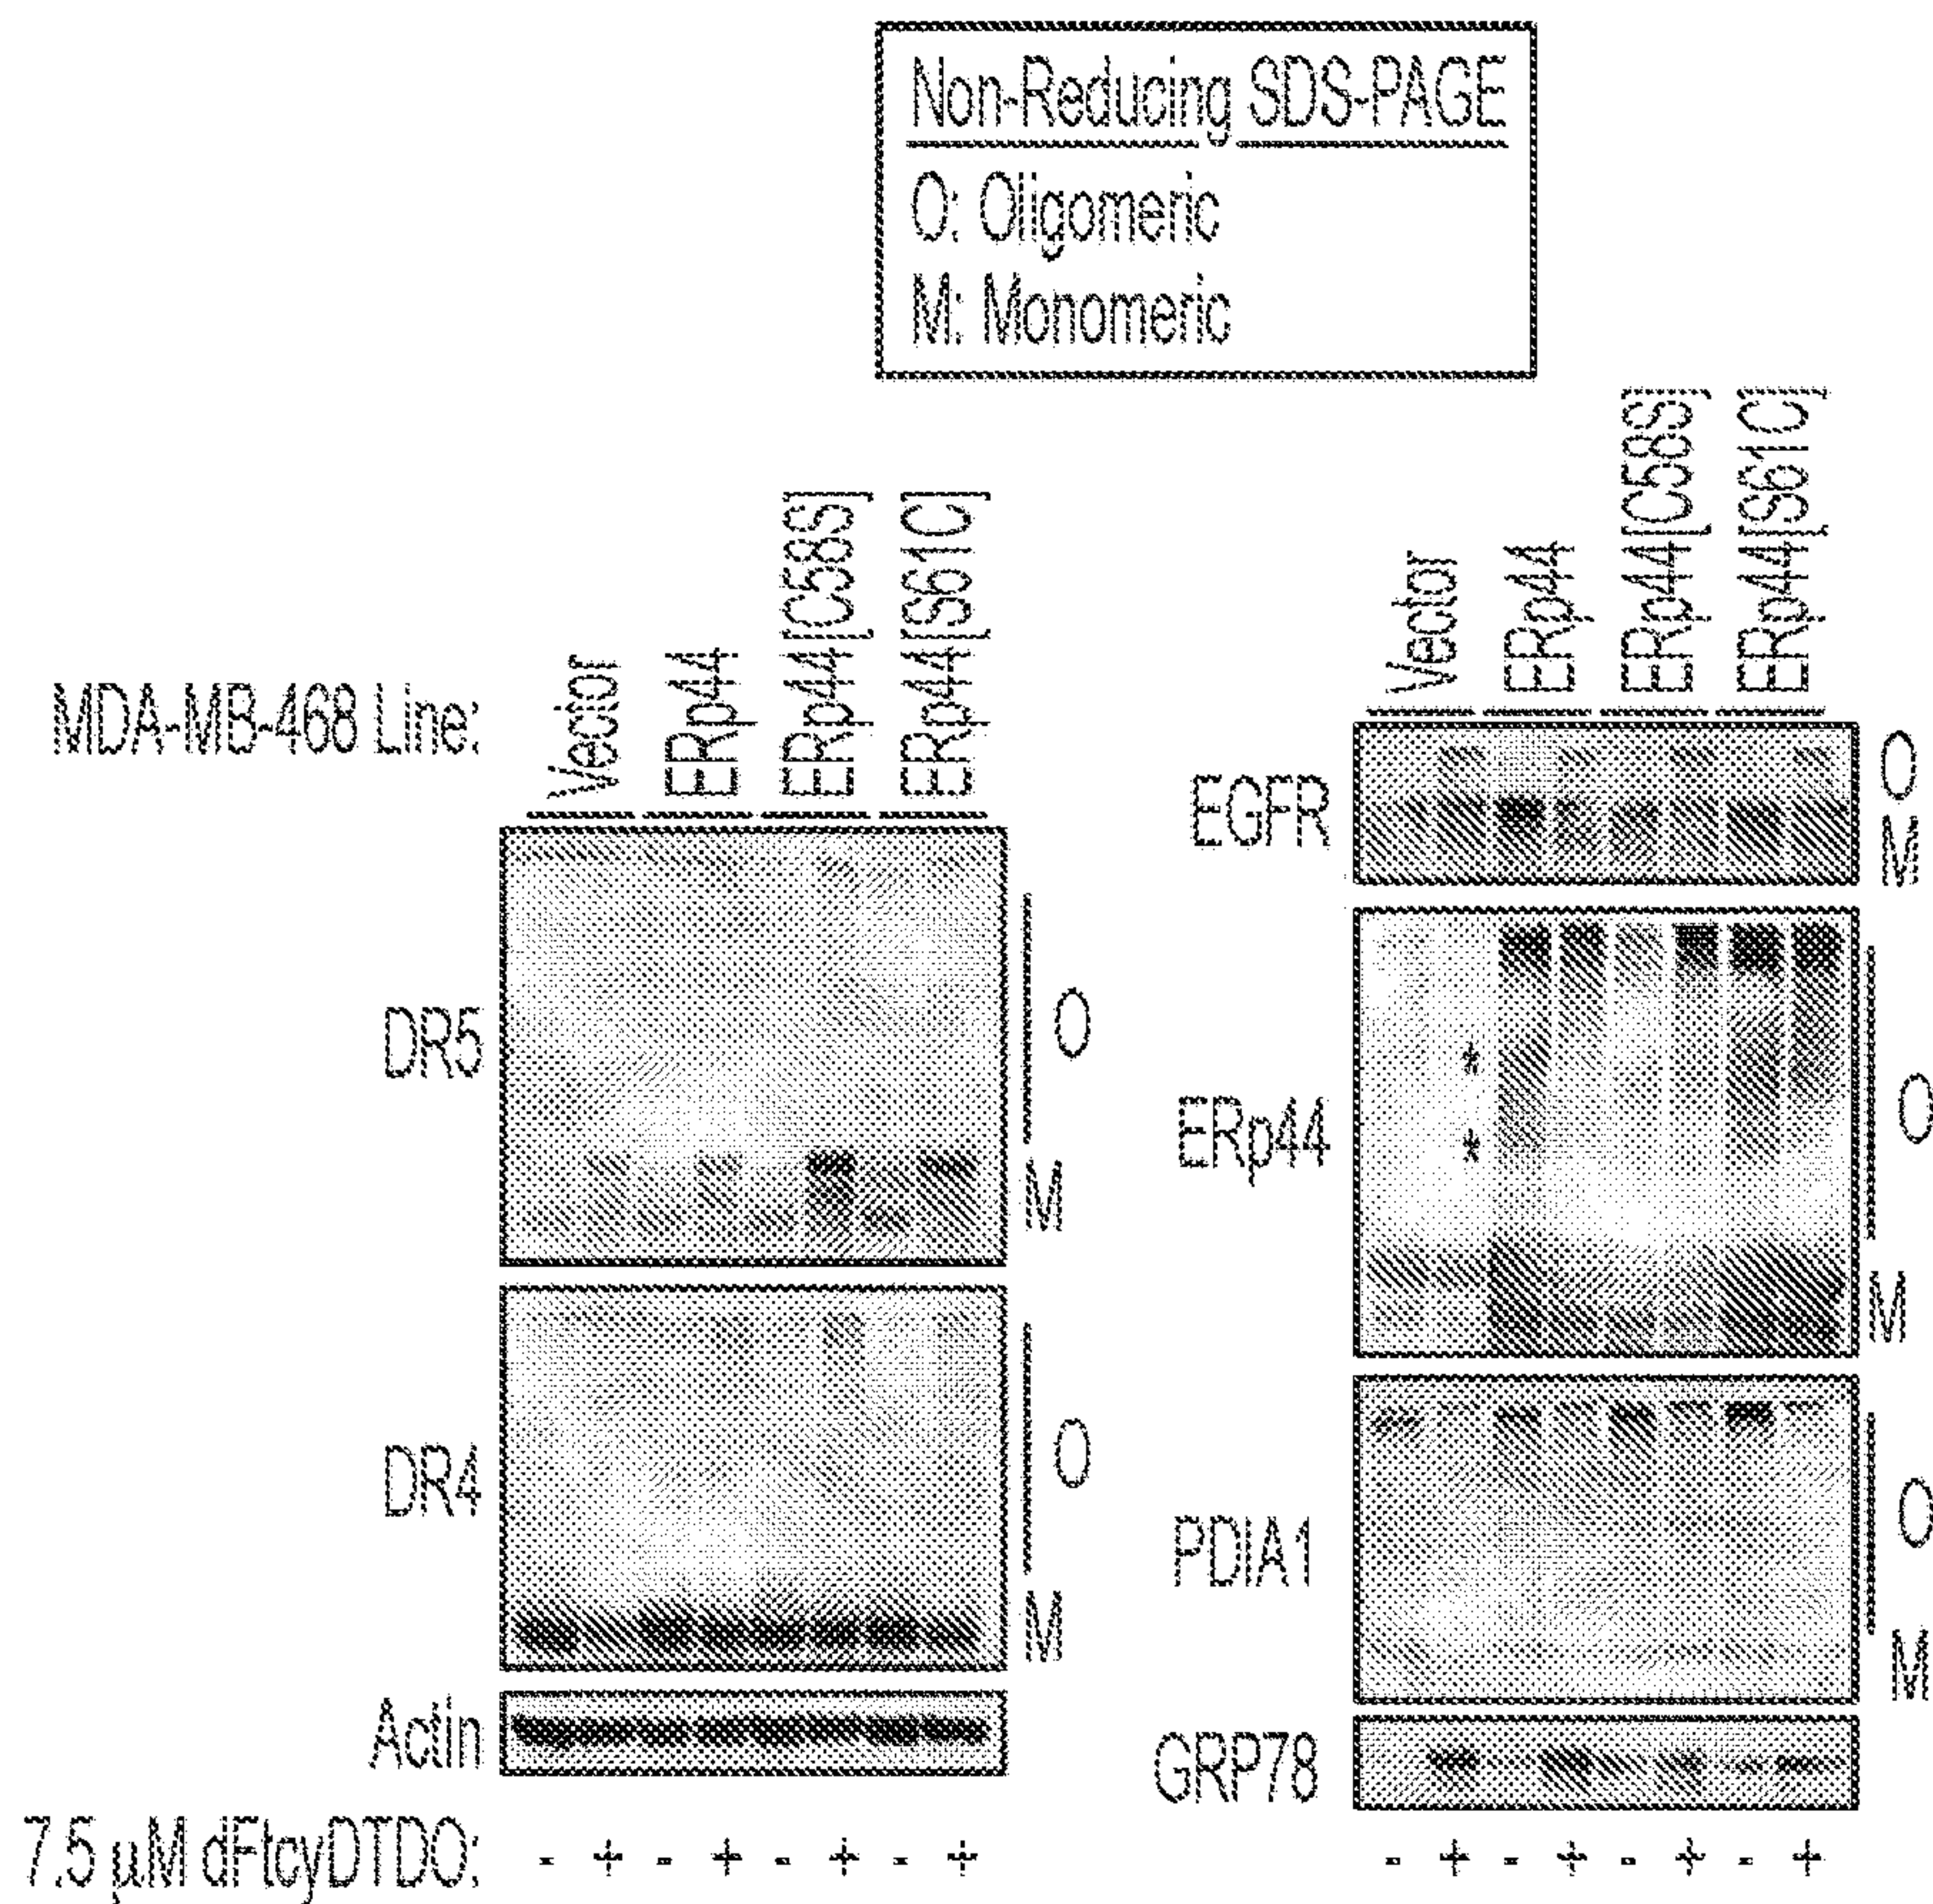 Non-Reducing SDS-PAGE
O: Oligomeric
M: Monomeric
MDA-MB-468 Line:
Vector
ERp44
ERp44[C58S]
ERp44[S61C]
DR5
O
M
DR4
O
M
Actin
7.5 µM dFtcyDTDO:
- + - + - + - +
Vector
ERp44
ERp44[C58S]
ERp44[S61C]
EGFR
O
M
ERp44
*
*
O
M
PDIA1
O
M
GRP78
- + - + - + - +